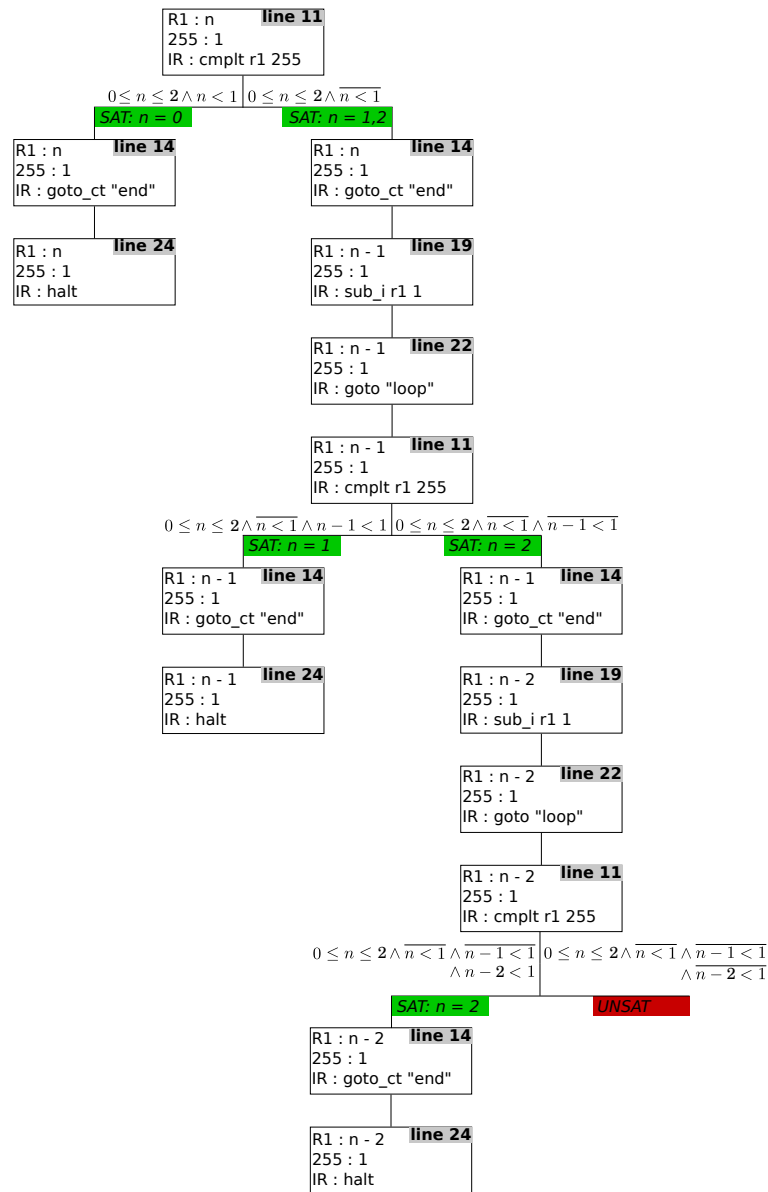 R1 : n line 11
255 : 1
IR : cmplt r1 255
0 ≤ n ≤ 2 ∧ n < 1 0 ≤ n ≤ 2 ∧ \overline{n < 1}
SAT: n = 0 SAT: n = 1,2
R1 : n line 14
255 : 1
IR : goto_ct "end"
R1 : n line 14
255 : 1
IR : goto_ct "end"
R1 : n line 24
255 : 1
IR : halt
R1 : n - 1 line 19
255 : 1
IR : sub_i r1 1
R1 : n - 1 line 22
255 : 1
IR : goto "loop"
R1 : n - 1 line 11
255 : 1
IR : cmplt r1 255
0 ≤ n ≤ 2 ∧ \overline{n < 1} ∧ n − 1 < 1 0 ≤ n ≤ 2 ∧ \overline{n < 1} ∧ \overline{n − 1 < 1}
SAT: n = 1 SAT: n = 2
R1 : n - 1 line 14
255 : 1
IR : goto_ct "end"
R1 : n - 1 line 14
255 : 1
IR : goto_ct "end"
R1 : n - 1 line 24
255 : 1
IR : halt
R1 : n - 2 line 19
255 : 1
IR : sub_i r1 1
R1 : n - 2 line 22
255 : 1
IR : goto "loop"
R1 : n - 2 line 11
255 : 1
IR : cmplt r1 255
0 ≤ n ≤ 2 ∧ \overline{n < 1} ∧ \overline{n − 1 < 1}
∧ n − 2 < 1
0 ≤ n ≤ 2 ∧ \overline{n < 1} ∧ \overline{n − 1 < 1}
∧ \overline{n − 2 < 1}
SAT: n = 2 UNSAT
R1 : n - 2 line 14
255 : 1
IR : goto_ct "end"
R1 : n - 2 line 24
255 : 1
IR : halt